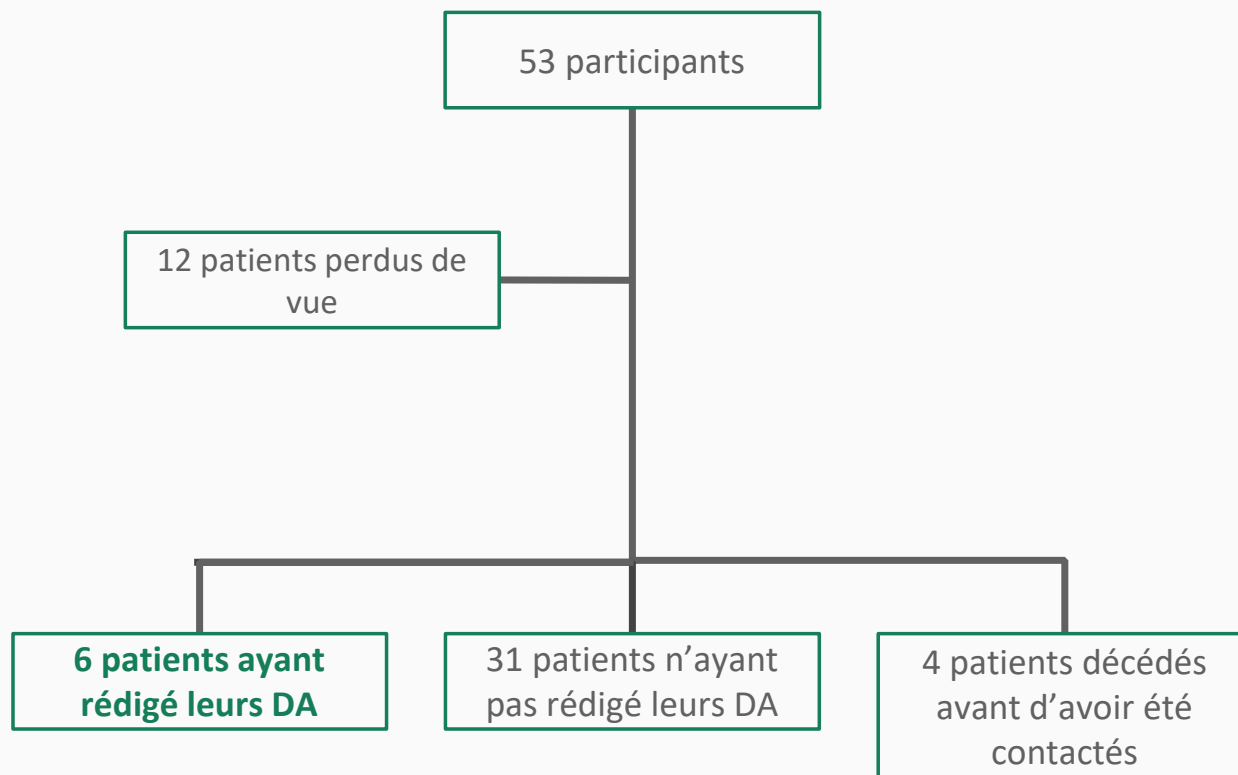 53 participants
12 patients perdus de
vue
6 patients ayant
rédigé leurs DA
31 patients n’ayant
pas rédigé leurs DA
4 patients décédés
avant d’avoir été
contactés